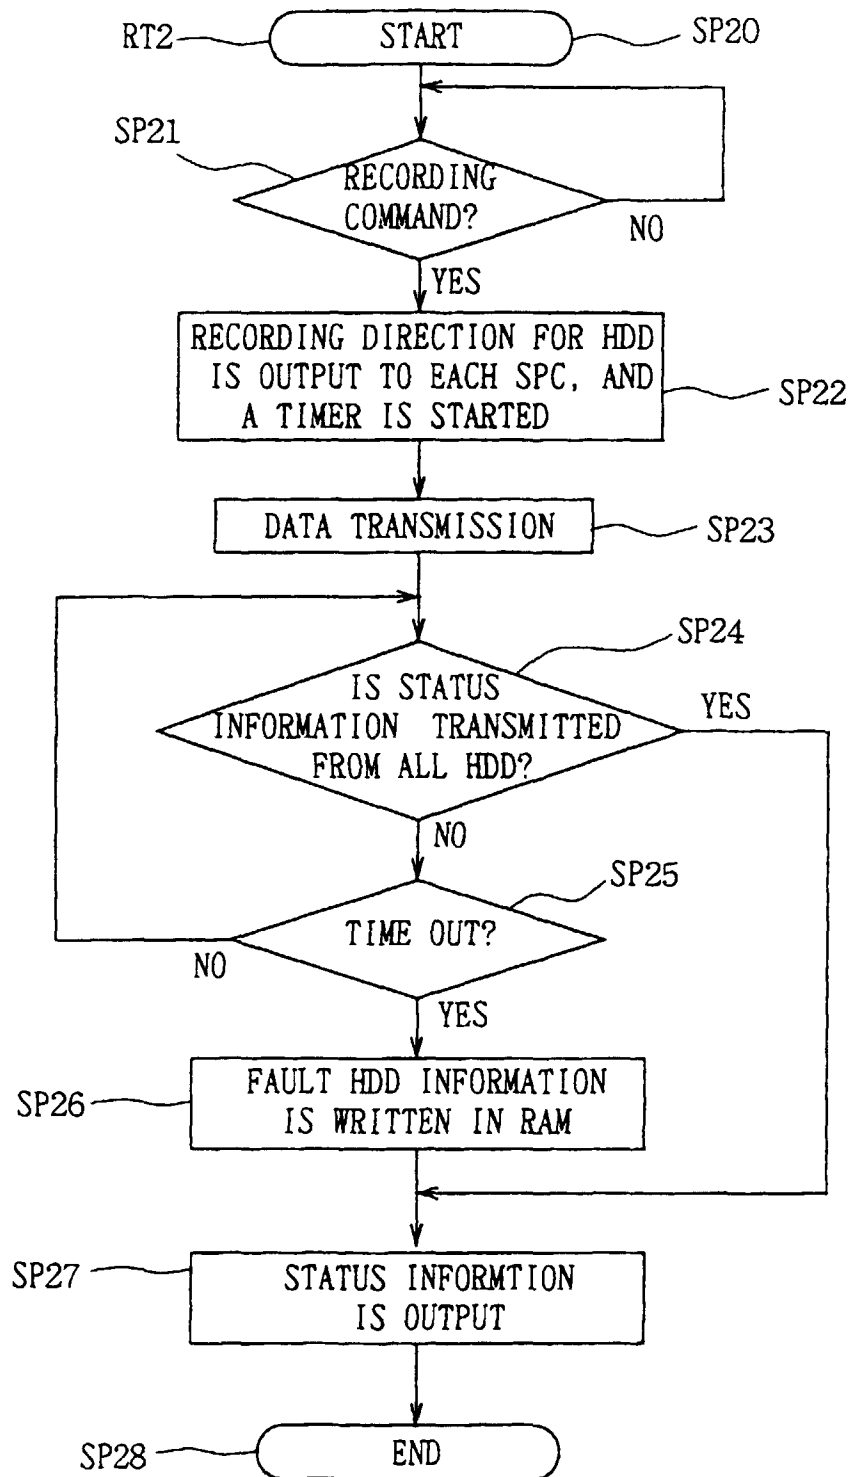 RT2
START
SP20
SP21
RECORDING
COMMAND?
NO
YES
RECORDING DIRECTION FOR HDD
IS OUTPUT TO EACH SPC, AND
A TIMER IS STARTED
SP22
DATA TRANSMISSION
SP23
SP24
IS STATUS
INFORMATION TRANSMITTED
FROM ALL HDD?
YES
NO
SP25
TIME OUT?
NO
YES
SP26
FAULT HDD INFORMATION
IS WRITTEN IN RAM
SP27
STATUS INFORMTION
IS OUTPUT
SP28
END